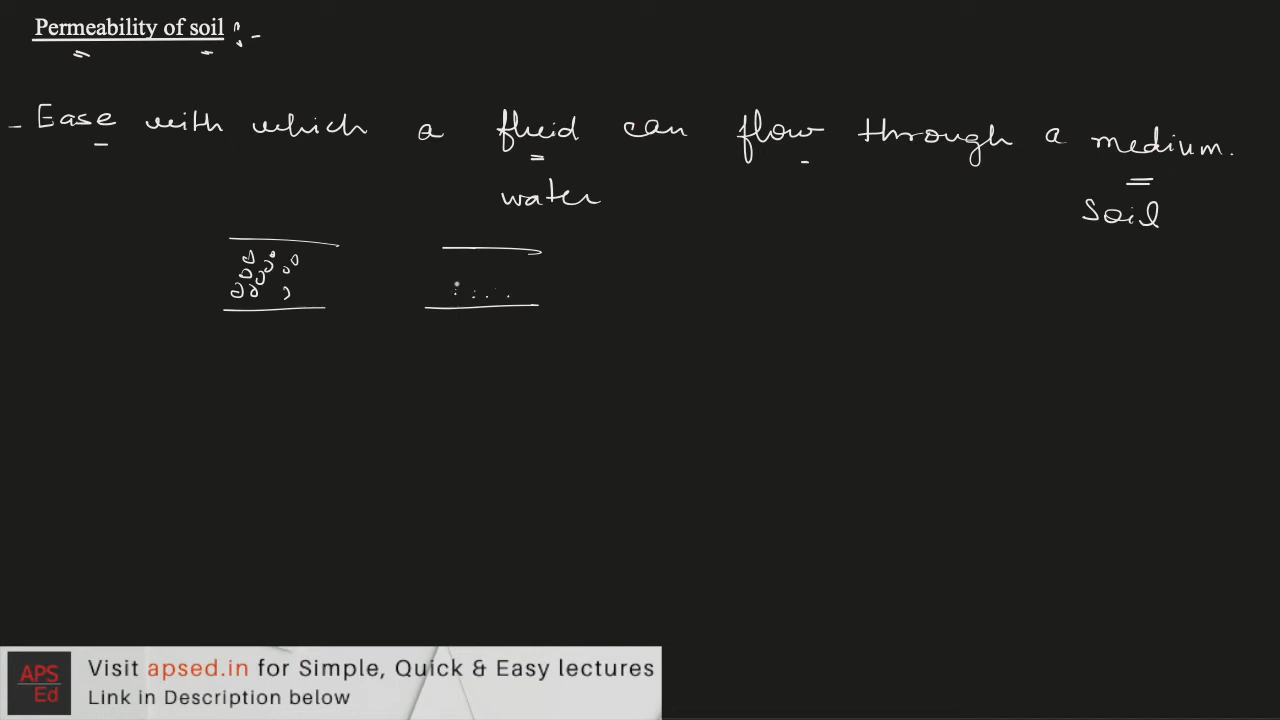 Permeability of soil :-
- Ease with which a fluid can flow through a medium.
water
Soil
APS
Ed
Visit apsed.in for Simple, Quick & Easy lectures
Link in Description below